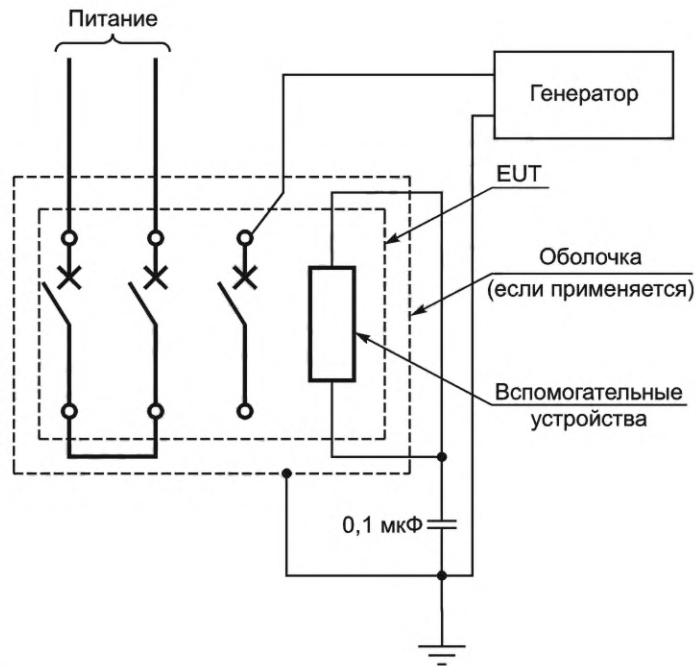 Питание
Генератор
EUT
Оболочка
(если применяется)
Вспомогательные
устройства
0,1 мкФ